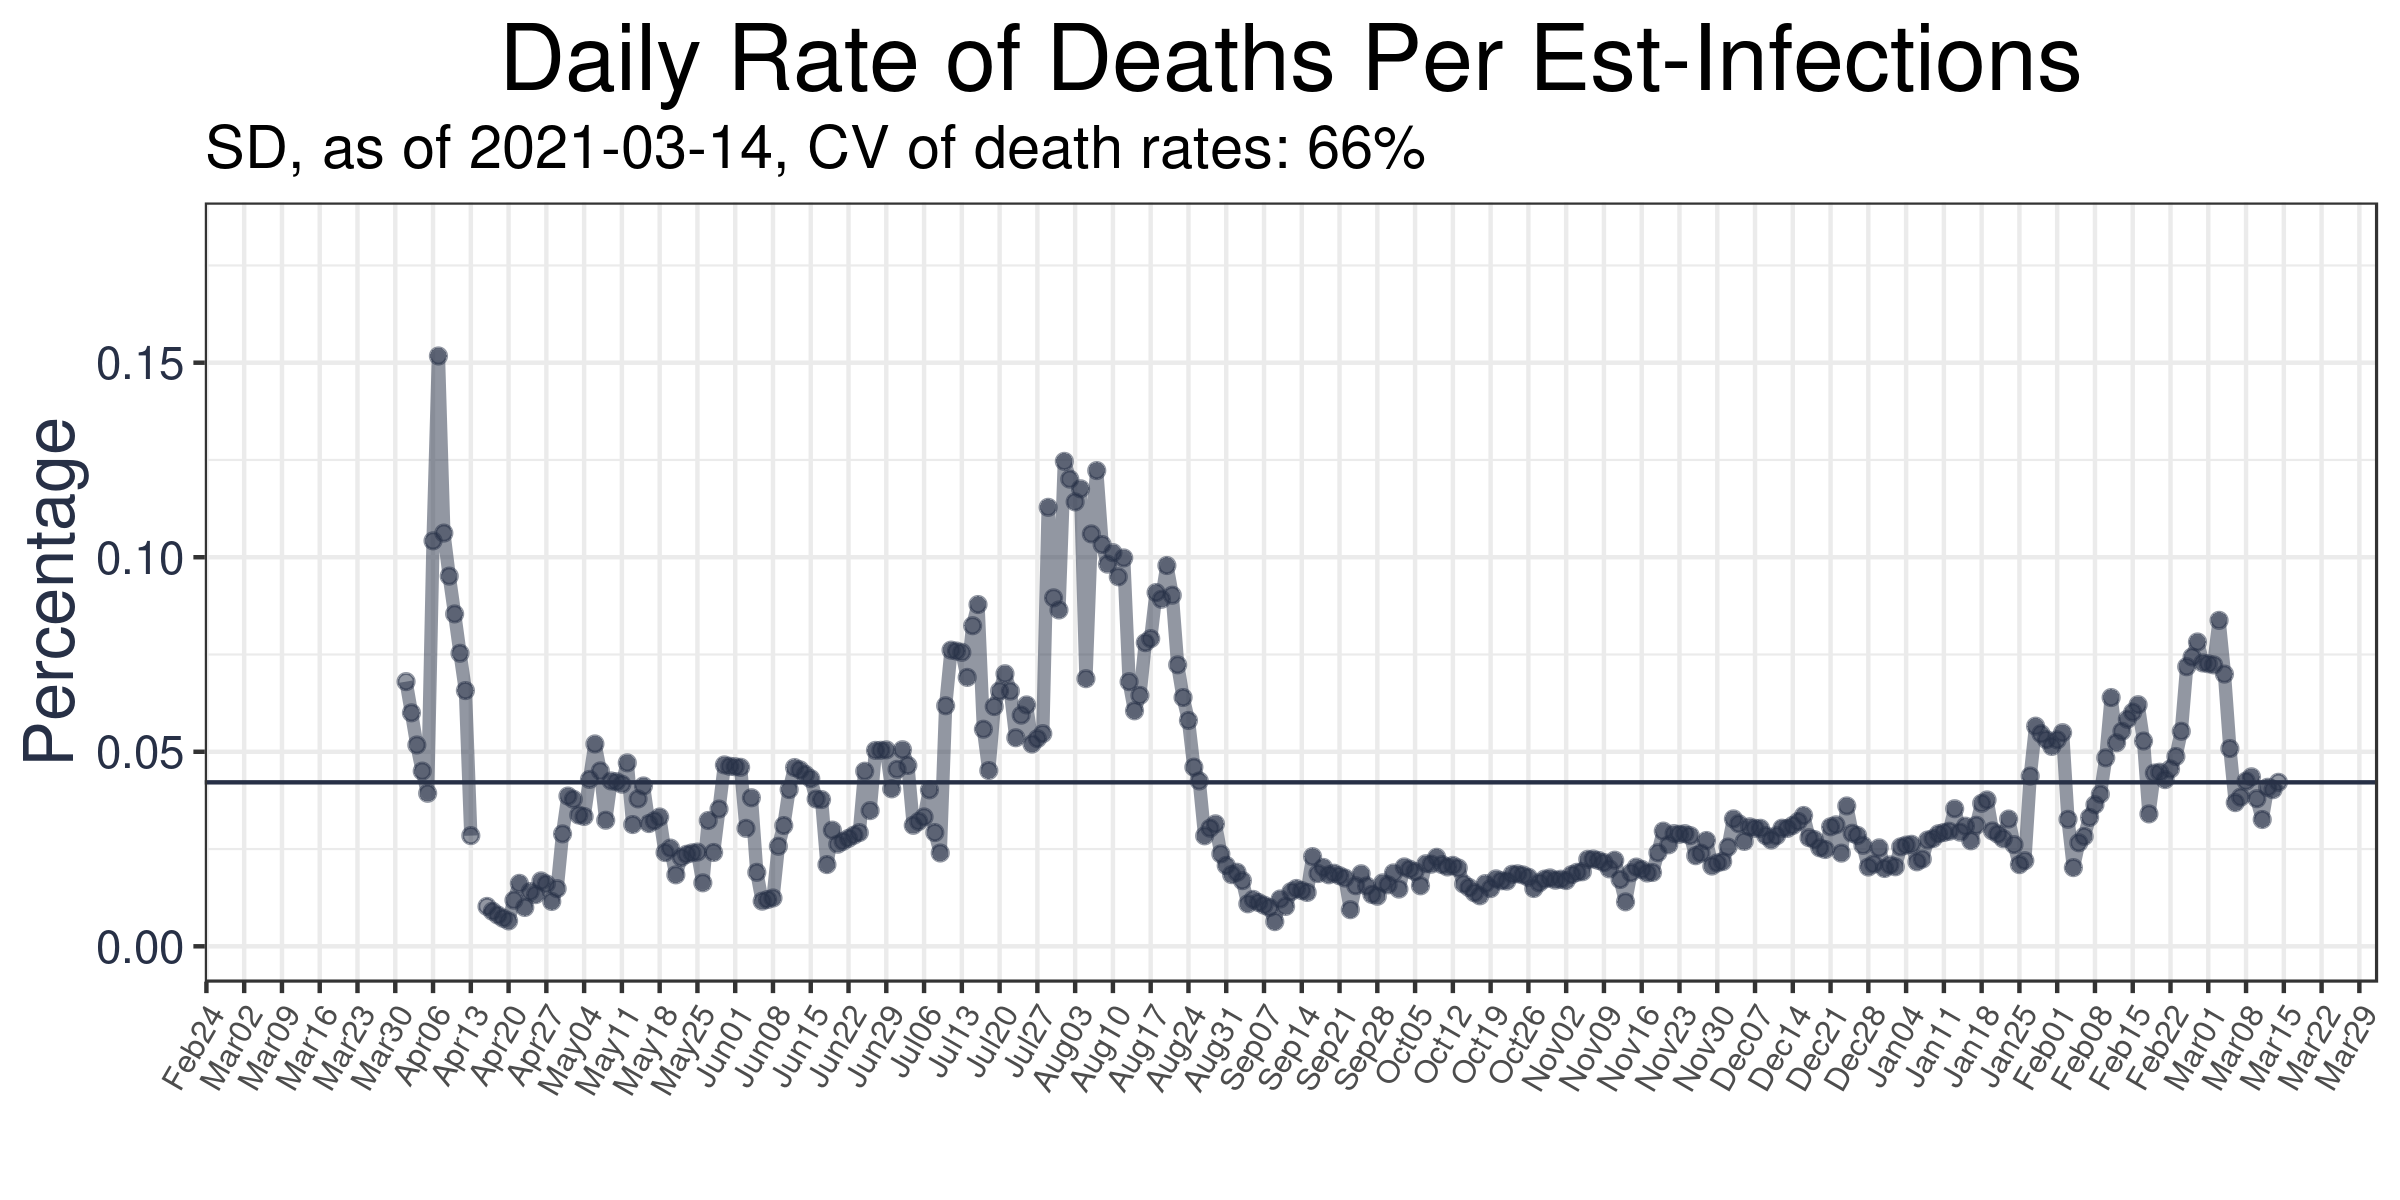 Daily Rate of Deaths Per Est-Infections
SD, as of 2021-03-14, CV of death rates: 66%
Percentage
0.15
0.10
0.05
0.00
Feb24 Mar02 Mar09 Mar16 Mar23 Mar30 Apr06 Apr13 Apr20 Apr27 May04 May11 May18 May25 Jun01 Jun08 Jun15 Jun22 Jun29 Jul06 Jul13 Jul20 Jul27 Aug03 Aug10 Aug17 Aug24 Aug31 Sep07 Sep14 Sep21 Sep28 Oct05 Oct12 Oct19 Oct26 Nov02 Nov09 Nov16 Nov23 Nov30 Dec07 Dec14 Dec21 Dec28 Jan04 Jan11 Jan18 Jan25 Feb01 Feb08 Feb15 Feb22 Mar01 Mar08 Mar15 Mar22 Mar29